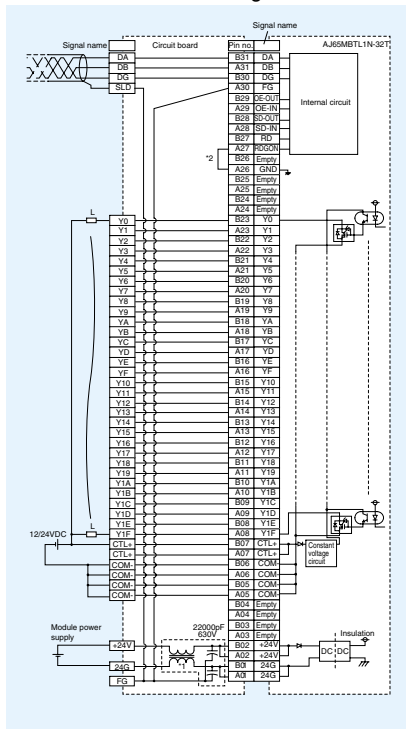 Signal name
Signal name Circuit board Pin no. AJ65MBTL1N-32T
DA B31 DA
DB A31 DB
DG B30 DG
SLD A30 FG
B29 OE-OUT
A29 OE-IN
Internal circuit
B28 SD-OUT
A28 SD-IN
B27 RD
A27 RDGON
*2
B26 Empty
A26 GND
B25 Empty
A25 Empty
B24 Empty
A24 Empty
L
Y0 B23 Y0
Y1 A23 Y1
Y2 B22 Y2
Y3 A22 Y3
Y4 B21 Y4
Y5 A21 Y5
Y6 B20 Y6
Y7 A20 Y7
Y8 B19 Y8
Y9 A19 Y9
YA B18 YA
YB A18 YB
YC B17 YC
YD A17 YD
YE B16 YE
YF A16 YF
Y10 B15 Y10
Y11 A15 Y11
Y12 B14 Y12
Y13 A14 Y13
Y14 B13 Y14
Y15 A13 Y15
Y16 B12 Y16
Y17 A12 Y17
Y18 B11 Y18
Y19 A11 Y19
Y1A B10 Y1A
Y1B A10 Y1B
Y1C B09 Y1C
Y1D A09 Y1D
Y1E B08 Y1E
L
Y1F A08 Y1F
12/24VDC
CTL+ B07 CTL+
CTL+ A07 CTL+
Constant voltage circuit
COM- B06 COM-
COM- A06 COM-
COM- B05 COM-
COM- A05 COM-
B04 Empty
A04 Empty
B03 Empty
A03 Empty
Module power supply
22000pF
630V
Insulation
+24V B02 +24V
A02 +24V
DC DC
*1
24G B01 24G
A01 24G
FG